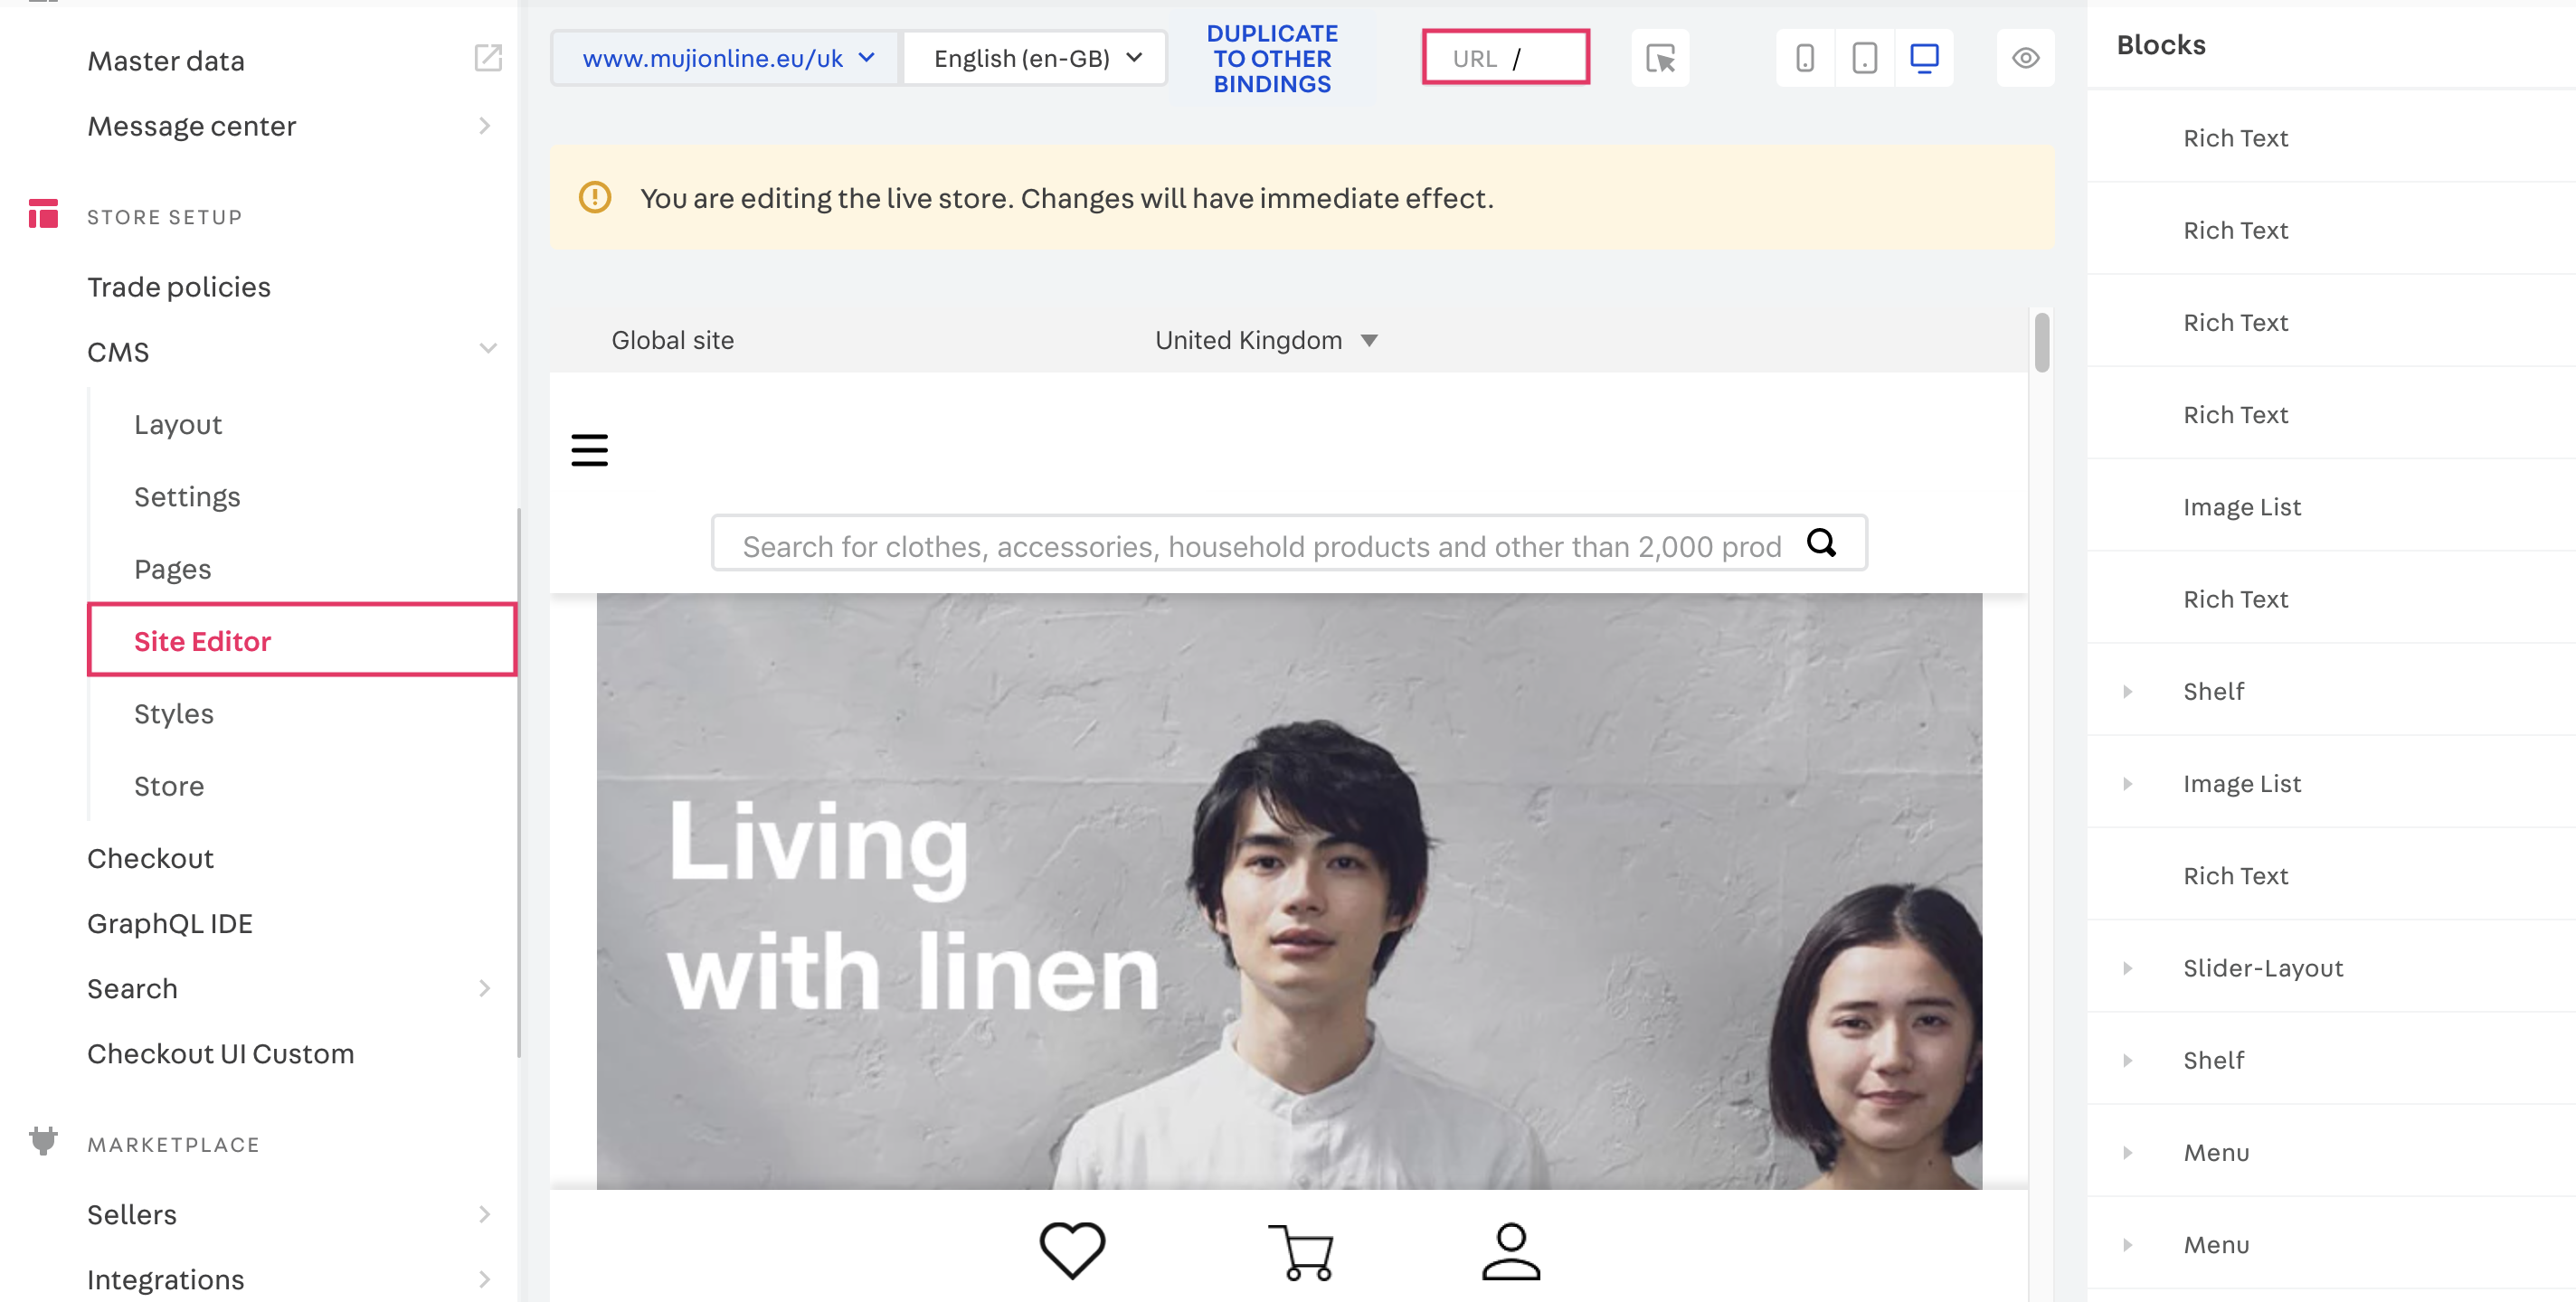 Master data
Message center
STORE SETUP
Trade policies
CMS
Layout
Settings
Pages
Site Editor
Styles
Store
Checkout
GraphQL IDE
Search
Checkout UI Custom
MARKETPLACE
Sellers
Integrations
www.mujionline.eu/uk
English (en-GB)
DUPLICATE
TO OTHER
BINDINGS
URL /
You are editing the live store. Changes will have immediate effect.
Global site
United Kingdom
Search for clothes, accessories, household products and other than 2,000 prod
Living
with linen
Blocks
Rich Text
Rich Text
Rich Text
Rich Text
Image List
Rich Text
Shelf
Image List
Rich Text
Slider-Layout
Shelf
Menu
Menu